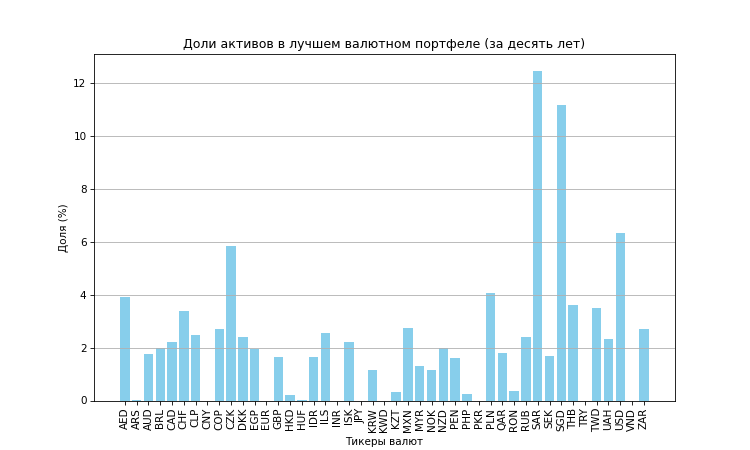 Доли активов в лучшем валютном портфеле (за десять лет)
Доля (%)
12
10
8
6
4
2
0
AED ARS AUD BRL CAD CHF CLP CNY COP CZK DKK EGP EUR GBP HKD HUF IDR ILS INR ISK JPY KRW KWD KZT MXN MYR NOK NZD PEN PHP PKR PLN QAR RON RUB SAR SEK SGD THB TRY TWD UAH USD VND ZAR
Тикеры валют